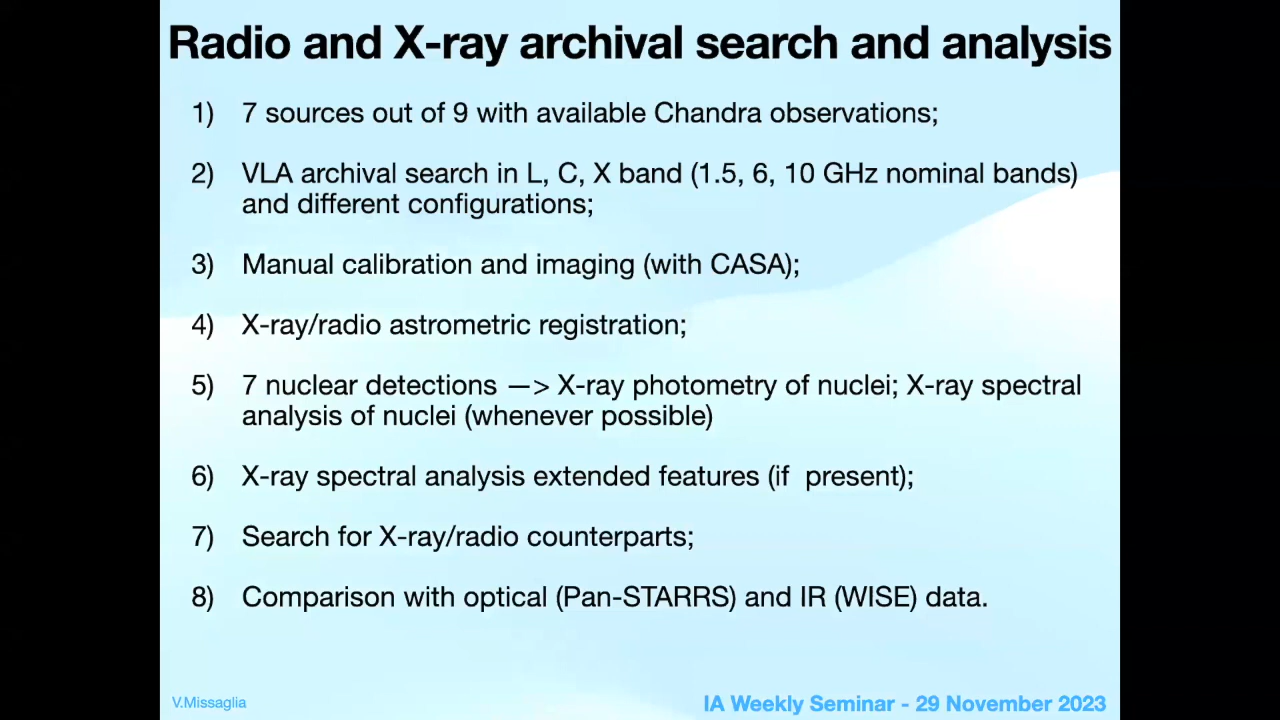 Radio and X-ray archival search and analysis
1) 7 sources out of 9 with available Chandra observations;
2) VLA archival search in L, C, X band (1.5, 6, 10 GHz nominal bands)
and different configurations;
3) Manual calibration and imaging (with CASA);
4) X-ray/radio astrometric registration;
5) 7 nuclear detections —> X-ray photometry of nuclei; X-ray spectral
analysis of nuclei (whenever possible)
6) X-ray spectral analysis extended features (if  present);
7) Search for X-ray/radio counterparts;
8) Comparison with optical (Pan-STARRS) and IR (WISE) data.
V.Missaglia
IA Weekly Seminar - 29 November 2023